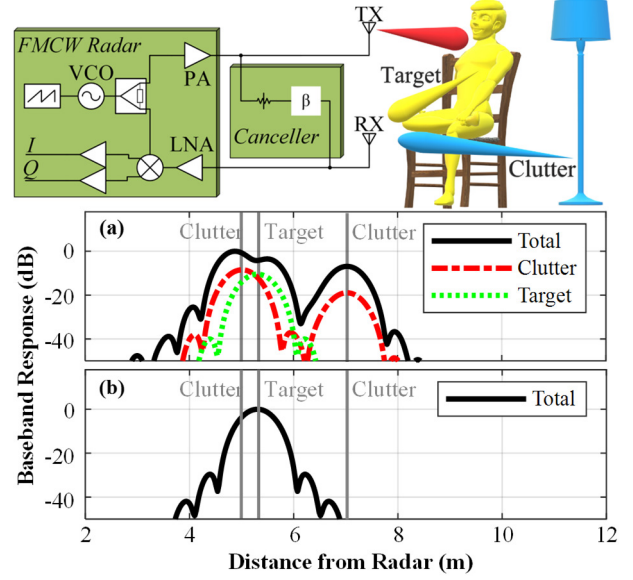 TX
FMCW Radar
VCO
PA
Target
β
Canceller
RX
LNA
I
Q
Clutter
(a)
Clutter
Target
Clutter
Total
Clutter
Target
0
-20
-40
(b)
Clutter
Target
Clutter
Total
0
-20
-40
Baseband Response (dB)
2
4
6
8
10
12
Distance from Radar (m)